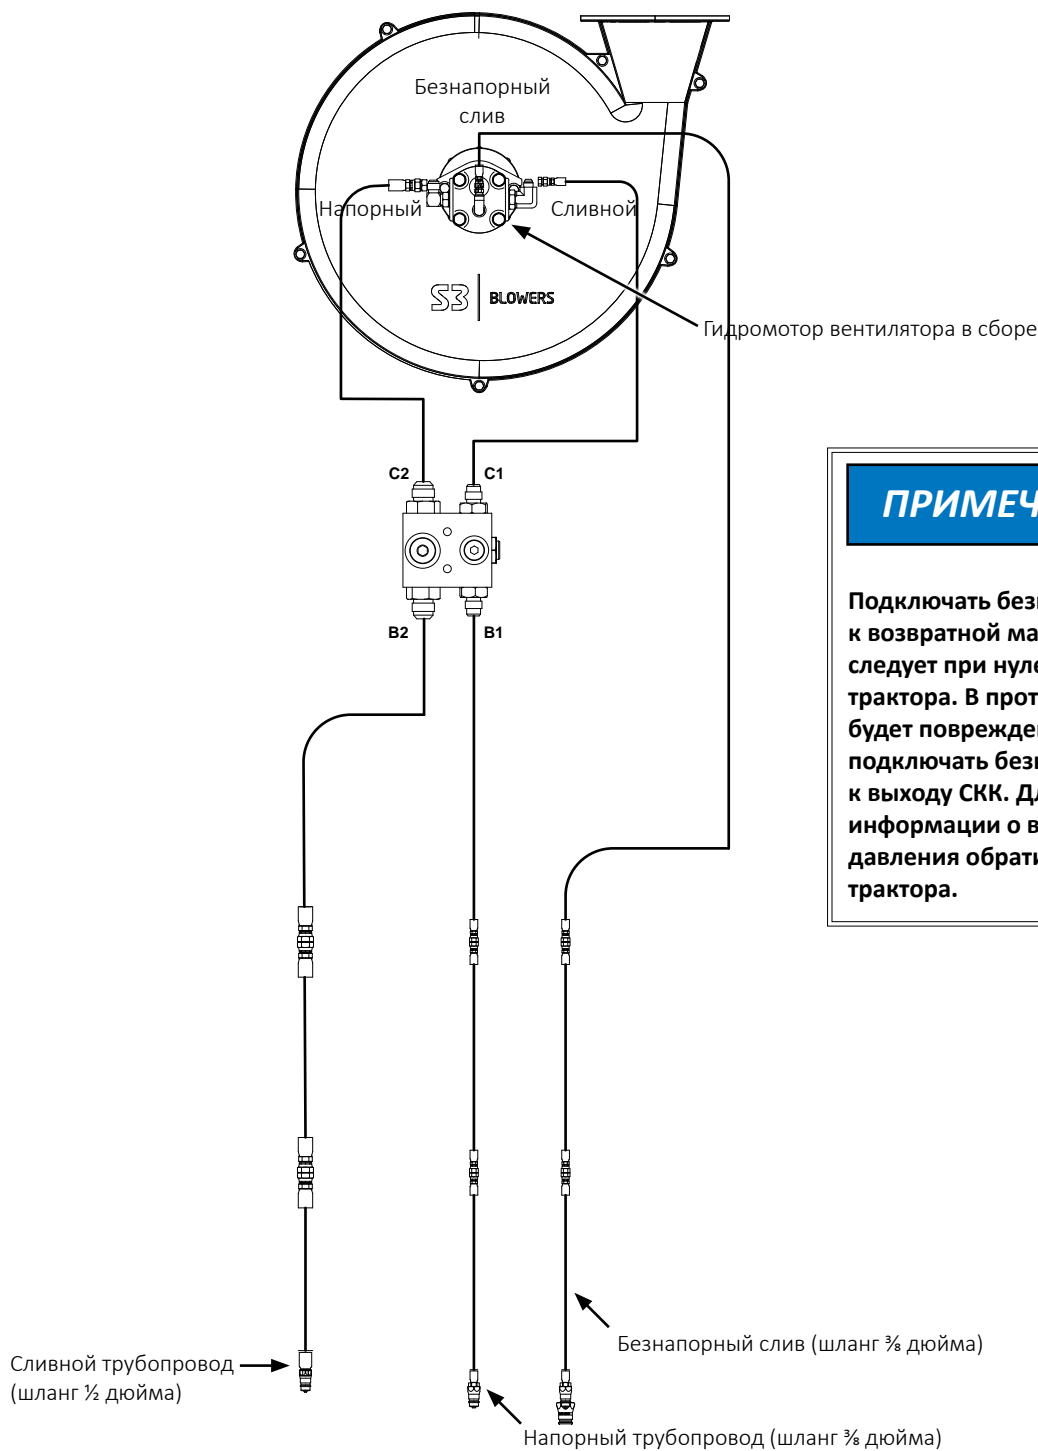 Безнапорный
слив
Напорный
Сливной
S3 BLOWERS
Гидромотор вентилятора в сборе
C2
C1
B2
B1
ПРИМЕЧ
Подключать без
к возвратной ма
следует при нуле
трактора. В прот
будет поврежде
подключать без
к выходу СКК. Д
информации о в
давления обрати
трактора.
Безнапорный слив (шланг ⅜ дюйма)
Сливной трубопровод
(шланг ½ дюйма)
Напорный трубопровод (шланг ⅜ дюйма)